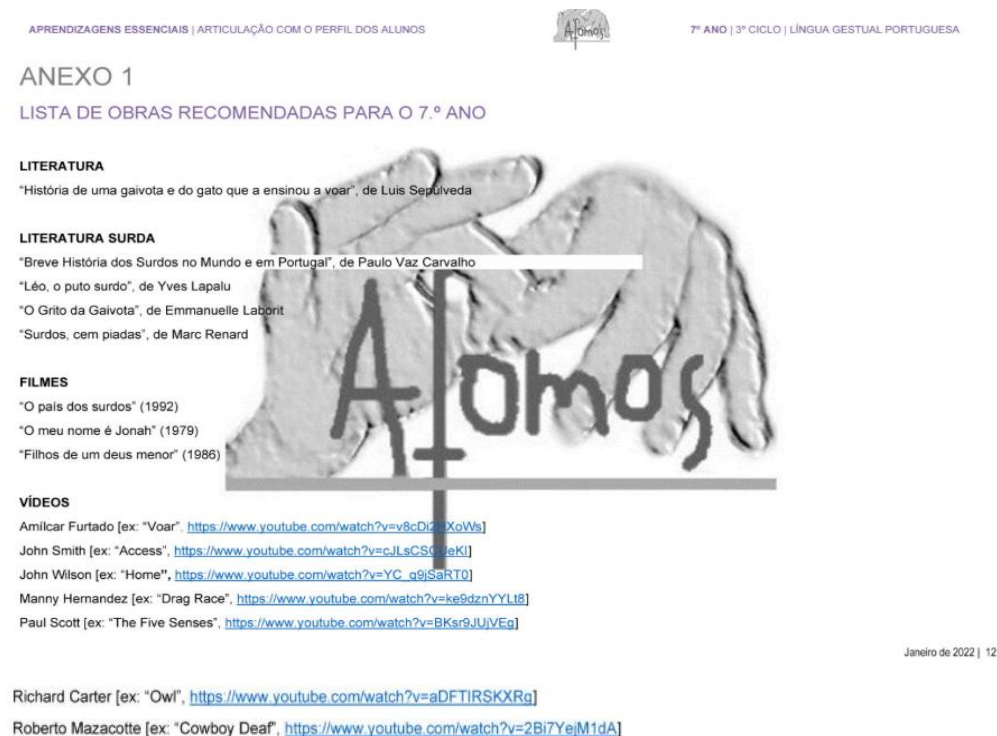 APRENDIZAGENS ESSENCIAIS | ARTICULAÇÃO COM O PERFIL DOS ALUNOS
Afomos
7º ANO | 3º CICLO | LÍNGUA GESTUAL PORTUGUESA
ANEXO 1
LISTA DE OBRAS RECOMENDADAS PARA O 7.º ANO
LITERATURA
“História de uma gaivota e do gato que a ensinou a voar”, de Luis Sepúlveda
LITERATURA SURDA
“Breve História dos Surdos no Mundo e em Portugal”, de Paulo Vaz Carvalho
“Léo, o puto surdo”, de Yves Lapalu
“O Grito da Gaivota”, de Emmanuelle Laborit
“Surdos, cem piadas”, de Marc Renard
Afomos
FILMES
“O país dos surdos” (1992)
“O meu nome é Jonah” (1979)
“Filhos de um deus menor” (1986)
VÍDEOS
Amílcar Furtado [ex: “Voar”.
John Smith [ex: “Access”,
John Wilson [ex: “Home”, https://www.youtube.com/watch?v=YC_q9jSaRT0]
Manny Hernandez [ex: “Drag Race”, https://www.youtube.com/watch?v=ke9dznYYLt8]
Paul Scott [ex: “The Five Senses”, https://www.youtube.com/watch?v=BKsr9JUjVEg]
Janeiro de 2022 | 12
Richard Carter [ex: “Owl”, https://www.youtube.com/watch?v=aDFTIRSKXRg]
Roberto Mazacotte [ex: “Cowboy Deaf”, https://www.youtube.com/watch?v=2Bi7YejM1dA]